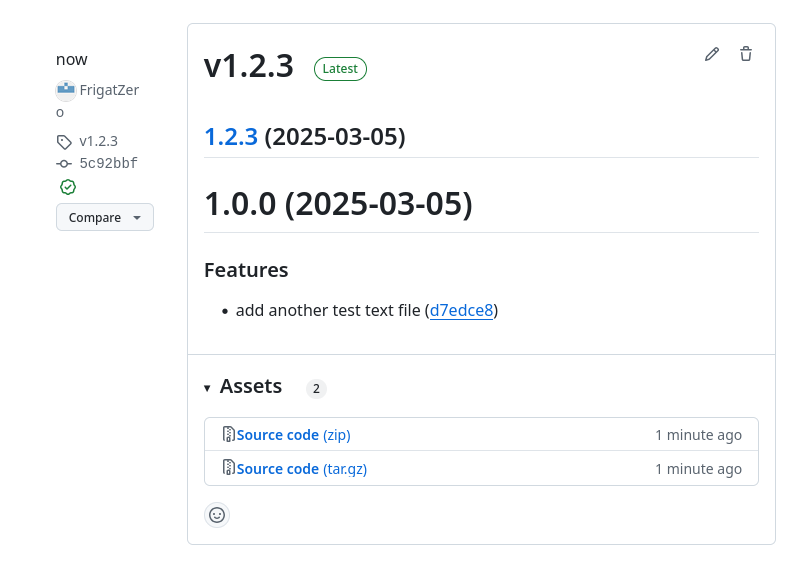 now
FrigatZer
o
v1.2.3
5c92bbf
Compare
v1.2.3 Latest
1.2.3 (2025-03-05)
1.0.0 (2025-03-05)
Features
• add another test text file (d7edce8)
▾ Assets 2
Source code (zip) 1 minute ago
Source code (tar.gz) 1 minute ago